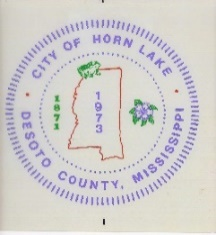 CITY OF HORN LAKE
1871
1973
DESOTO COUNTY, MISSISSIPPI